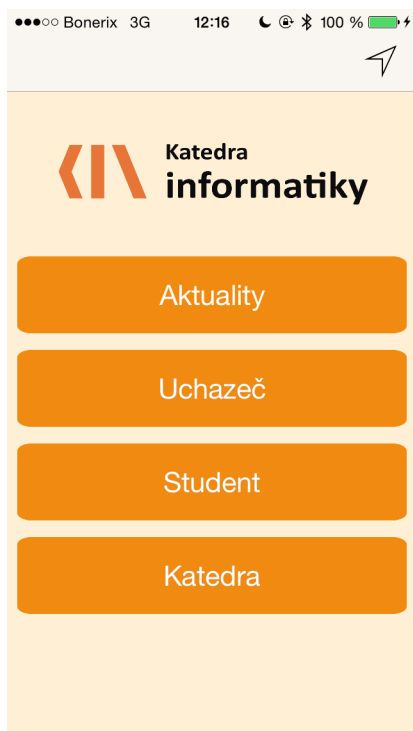 Bonerix 3G 12:16 100 %
Katedra
informatiky
Aktuality
Uchazeč
Student
Katedra